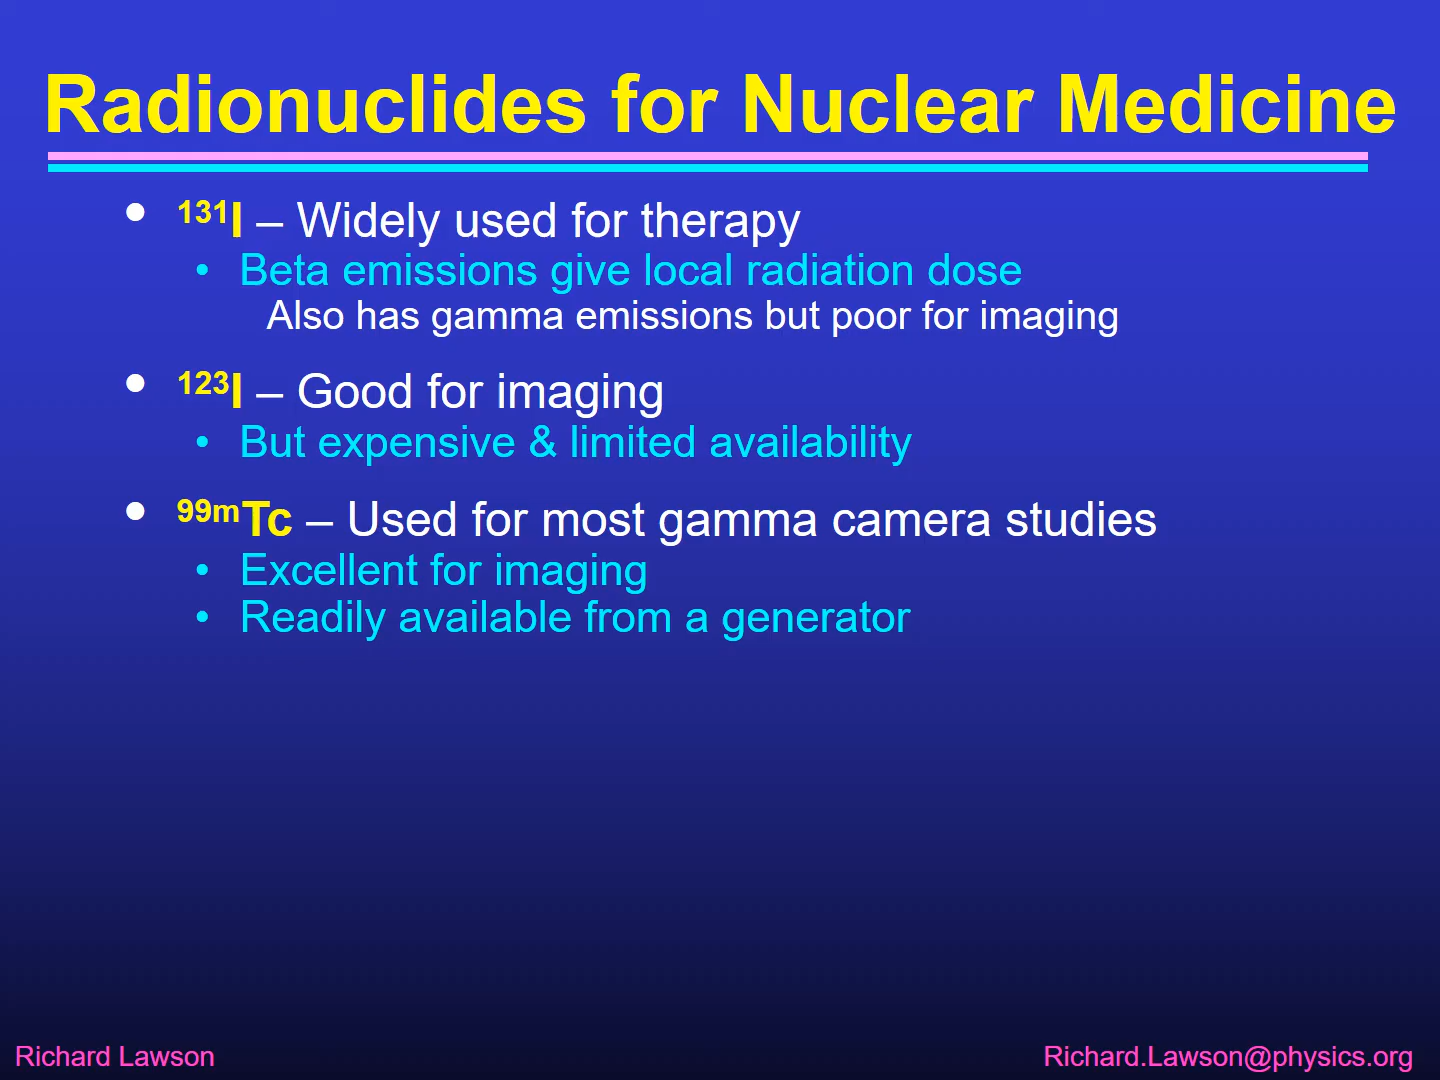 Radionuclides for Nuclear Medicine
• ¹³¹I – Widely used for therapy
• Beta emissions give local radiation dose
Also has gamma emissions but poor for imaging
• ¹²³I – Good for imaging
• But expensive & limited availability
• ⁹⁹ᵐTc – Used for most gamma camera studies
• Excellent for imaging
• Readily available from a generator
Richard Lawson
Richard.Lawson@physics.org